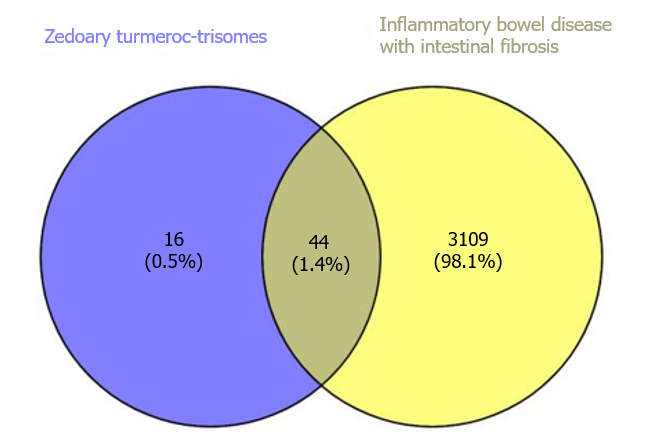 Zedoary turmeroc-trisomes
Inflammatory bowel disease
with intestinal fibrosis
16
(0.5%)
44
(1.4%)
3109
(98.1%)